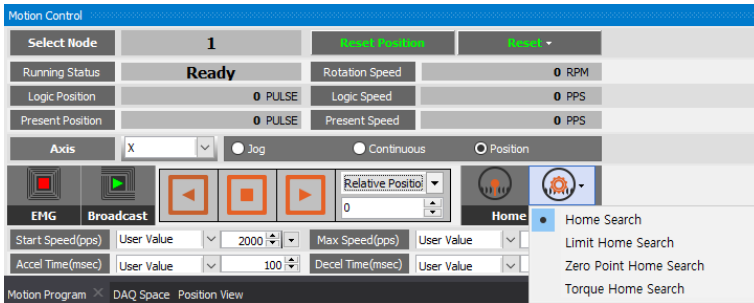 Motion Control
Select Node 1 Reset Position Reset
Running Status Ready Rotation Speed 0 RPM
Logic Position 0 PULSE Logic Speed 0 PPS
Present Position 0 PULSE Present Speed 0 PPS
Axis X Jog Continuous Position
Relative Positio
0
EMG Broadcast Home
Home Search
Start Speed(pps) User Value 2000 Max Speed(pps) User Value
Limit Home Search
Accel Time(msec) User Value 100 Decel Time(msec) User Value
Zero Point Home Search
Torque Home Search
Motion Program DAQ Space Position View